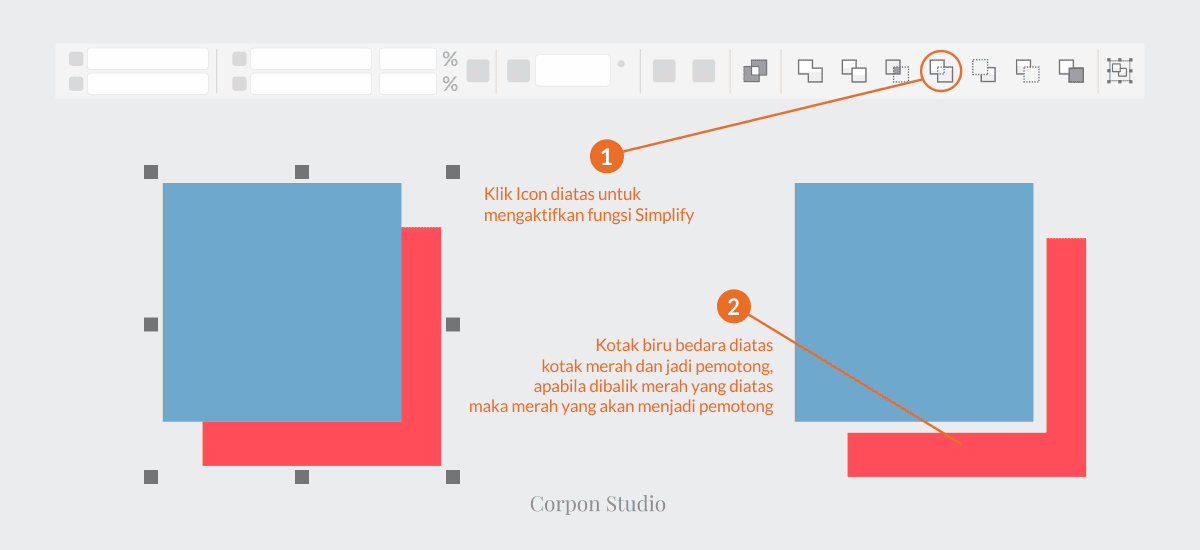 %
%
1
Klik Icon diatas untuk
mengaktifkan fungsi Simplify
2
Kotak biru bedara diatas
kotak merah dan jadi pemotong,
apabila dibalik merah yang diatas
maka merah yang akan menjadi pemotong
Corpon Studio